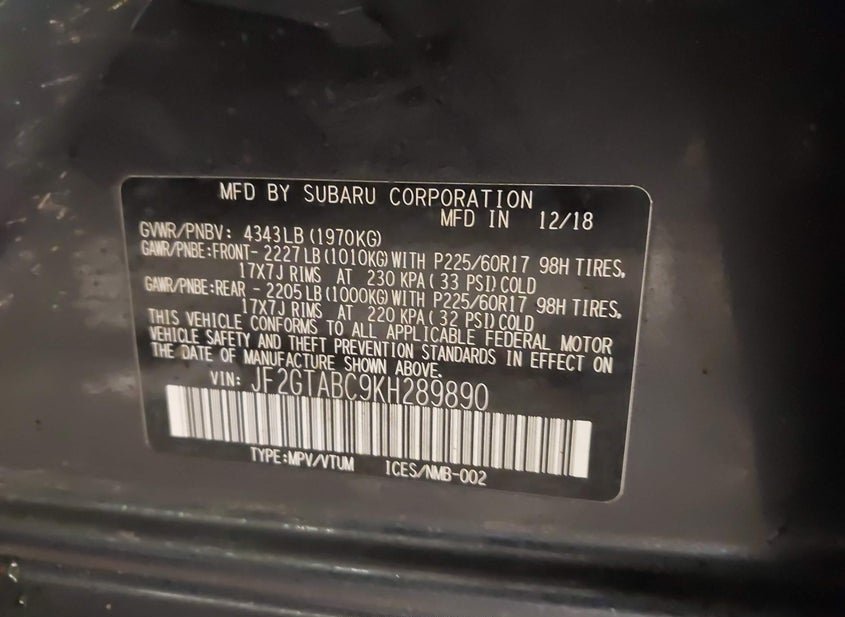 MFD BY SUBARU CORPORATION
MFD IN 12/18
GVWR/PNBV: 4343LB (1970KG)
GAWR/PNBE:FRONT- 2227 LB (1010KG) WITH P225/60R17 98H TIRES,
17X7J RIMS AT 230 KPA ( 33 PSI) COLD
GAWR/PNBE:REAR - 2205 LB (1000KG) WITH P225/60R17 98H TIRES,
17X7J RIMS AT 220 KPA ( 32 PSI) COLD
THIS VEHICLE CONFORMS TO ALL APPLICABLE FEDERAL MOTOR
VEHICLE SAFETY AND THEFT PREVENTION STANDARDS IN EFFECT ON
THE DATE OF MANUFACTURE SHOWN ABOVE.
VIN: JF2GTABC9KH289890
TYPE:MPV/VTUM ICES/NMB-002